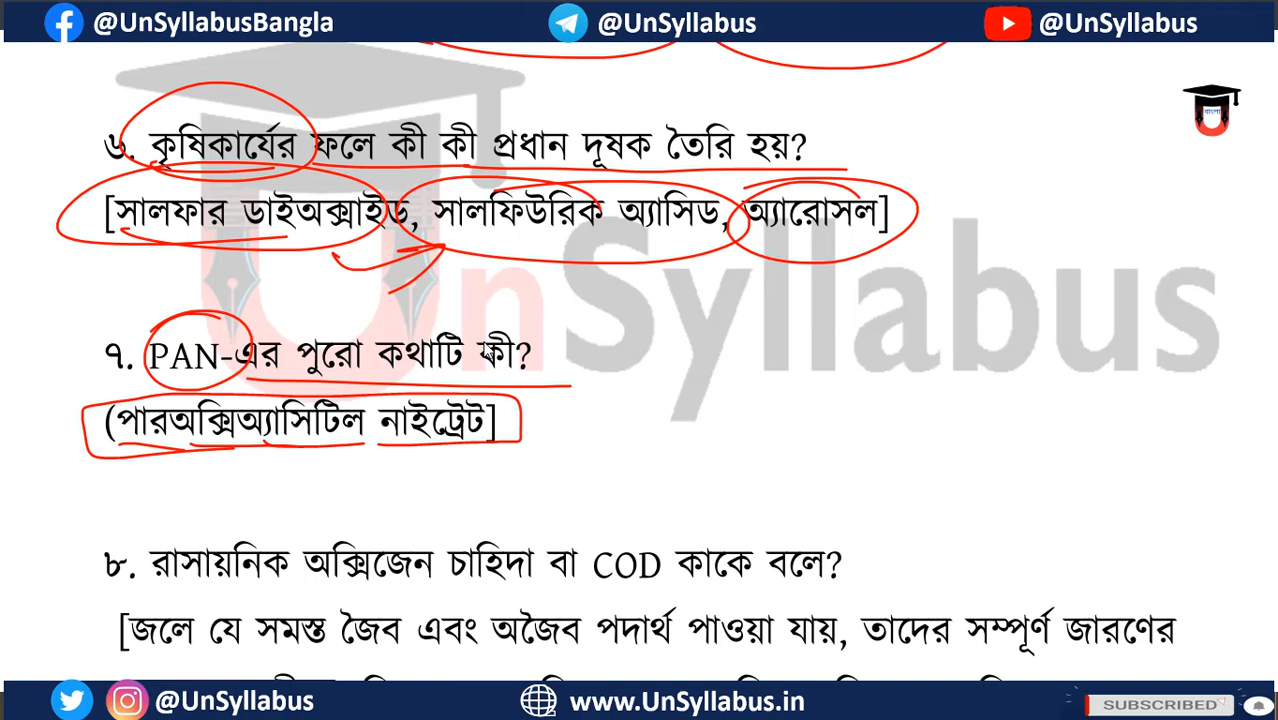 @UnSyllabusBangla @UnSyllabus @UnSyllabus
বাংলা
৬. কৃষিকার্যের ফলে কী কী প্রধান দূষক তৈরি হয়?
[সালফার ডাইঅক্সাইড, সালফিউরিক অ্যাসিড, অ্যারোসল]
UnSyllabus
৭. PAN-এর পুরো কথাটি কী?
(পারঅক্সিঅ্যাসিটিল নাইট্রেট]
৮. রাসায়নিক অক্সিজেন চাহিদা বা COD কাকে বলে?
[জলে যে সমস্ত জৈব এবং অজৈব পদার্থ পাওয়া যায়, তাদের সম্পূর্ণ জারণের
@UnSyllabus www.UnSyllabus.in SUBSCRIBED